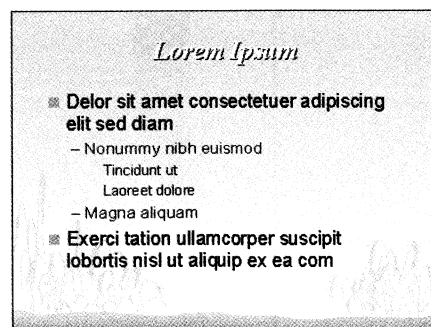 Lorem Ipsum
Delor sit amet consectetuer adipiscing
elit sed diam
– Nonummy nibh euismod
Tincidunt ut
Laoreet dolore
– Magna aliquam
Exerci tation ullamcorper suscipit
lobortis nisl ut aliquip ex ea com